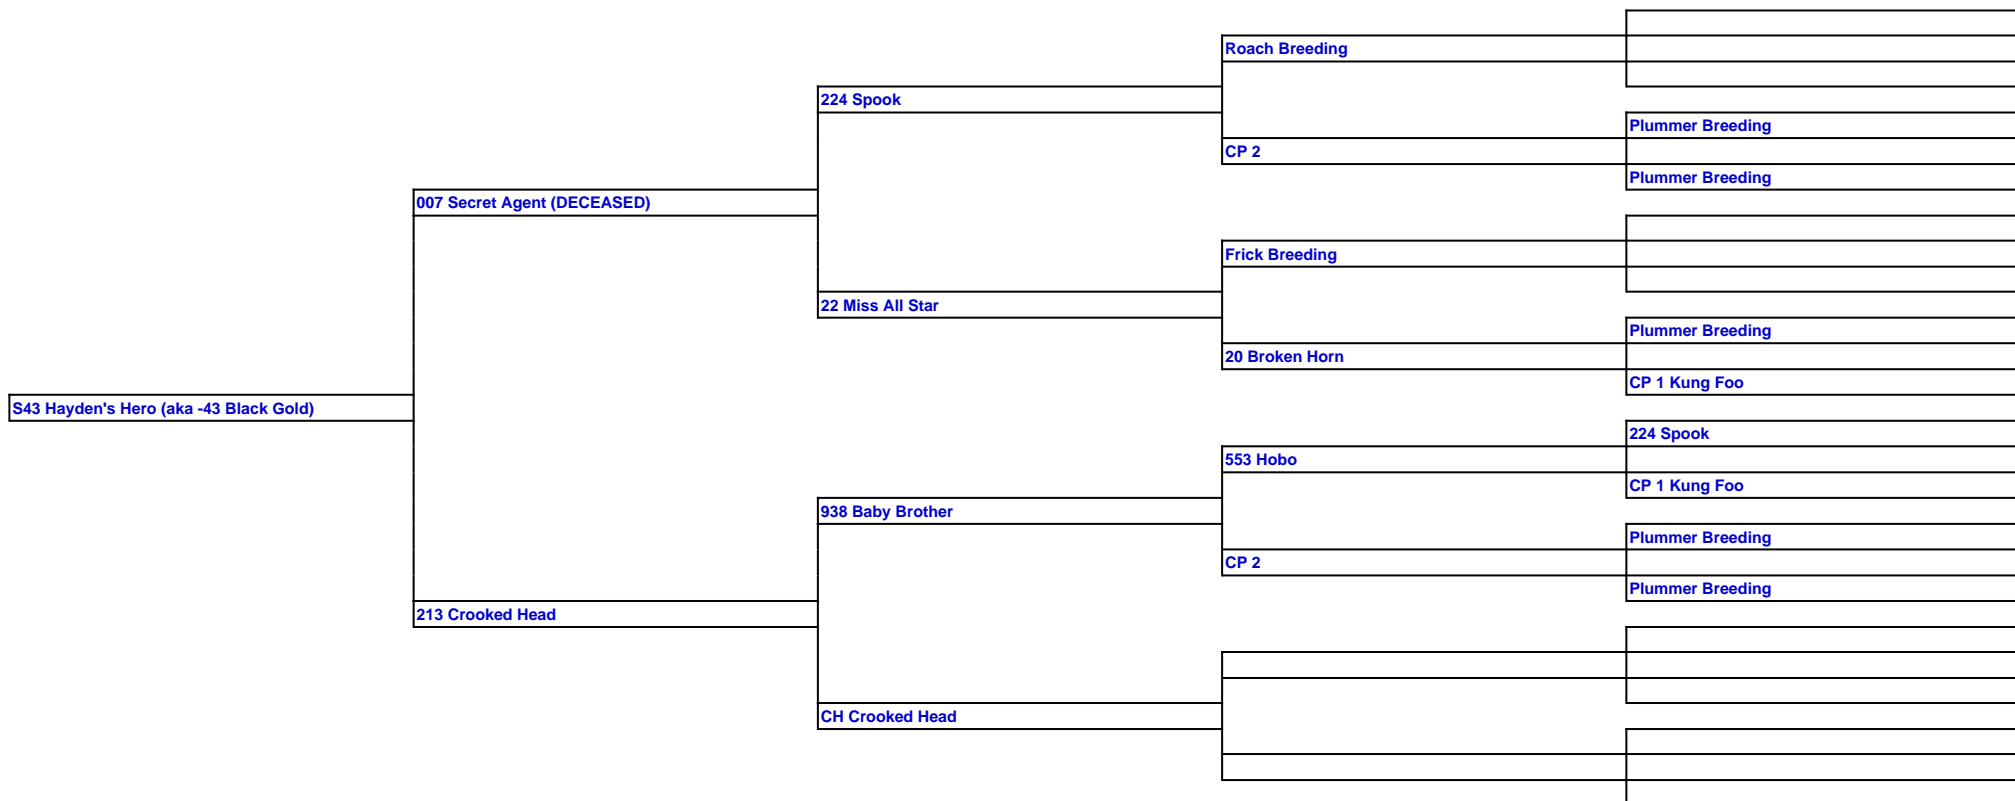 Roach Breeding
224 Spook
Plummer Breeding
CP 2
Plummer Breeding
007 Secret Agent (DECEASED)
Frick Breeding
22 Miss All Star
Plummer Breeding
20 Broken Horn
CP 1 Kung Foo
S43 Hayden's Hero (aka -43 Black Gold)
224 Spook
553 Hobo
CP 1 Kung Foo
938 Baby Brother
Plummer Breeding
CP 2
Plummer Breeding
213 Crooked Head
CH Crooked Head